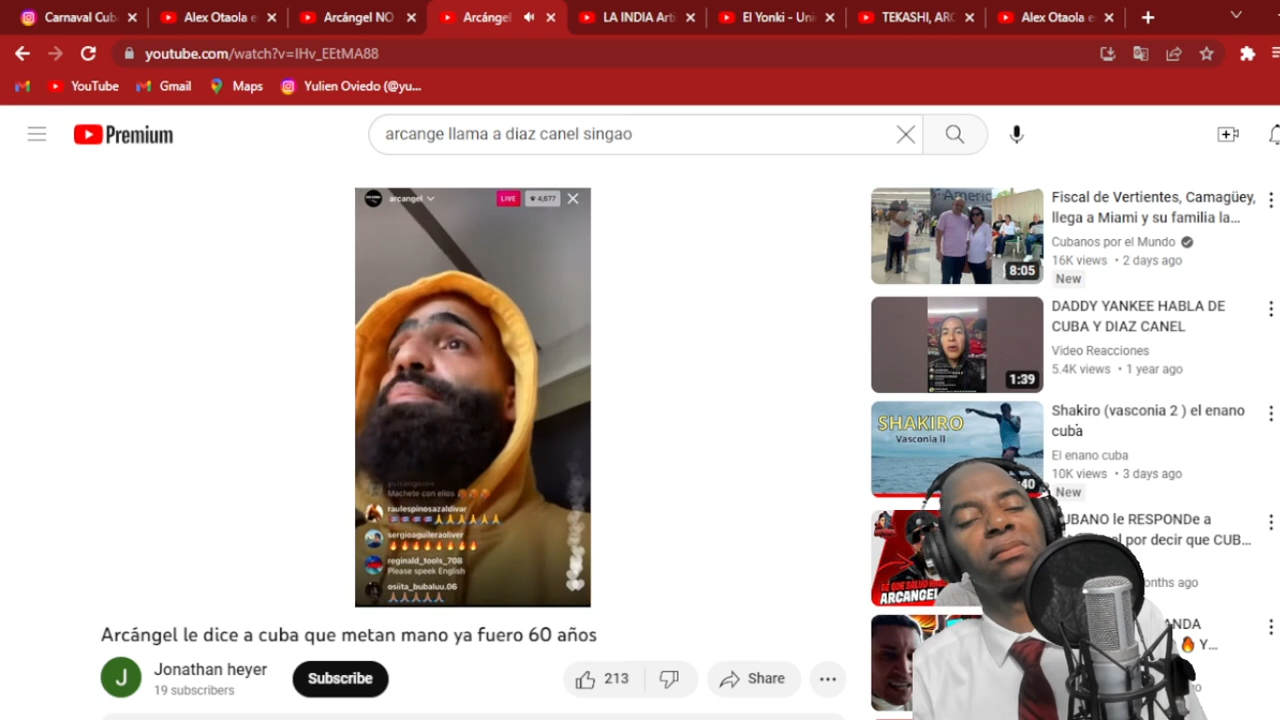 Carnaval Cub
Alex Otaola e
Arcángel NO
Arcángel
LA INDIA Art
El Yonki - Uni
TEKASHI, ARC
Alex Otaola e
youtube.com/watch?v=IHv_EEtMA88
YouTube
Gmail
Maps
Yulien Oviedo (@yu...
Premium
arcange llama a diaz canel singao
arcangel
LIVE
4,677
Machete con ellos
raulespinosazaldivar
sergioaguileraoliver
reginald_tools_708
Please speek English
osiita_bubaluu.06
Arcángel le dice a cuba que metan mano ya fuero 60 años
J
Jonathan heyer
19 subscribers
Subscribe
213
Share
Americ
8:05
Fiscal de Vertientes, Camagüey,
llega a Miami y su familia la...
Cubanos por el Mundo
16K views • 2 days ago
New
1:39
DADDY YANKEE HABLA DE
CUBA Y DIAZ CANEL
Video Reacciones
5.4K views • 1 year ago
SHAKIRO
Vasconia II
40
Shakiro (vasconia 2 ) el enano
cuba
El enano cuba
10K views • 3 days ago
New
ARCANGEL
UBANO le RESPONDe a
el por decir que CUB...
onths ago
ANDA
Y...